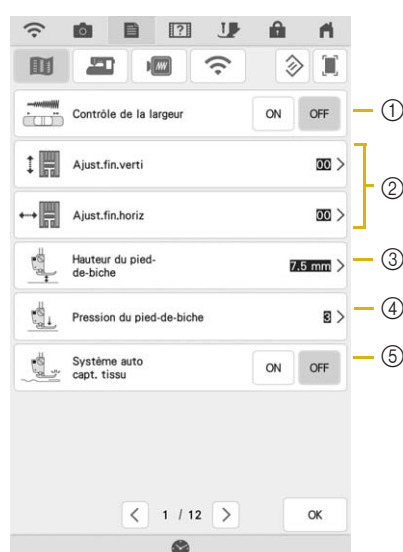 Contrôle de la largeur ON OFF ①
Ajust.fin.verti 00 >
②
Ajust.fin.horiz 00 >
Hauteur du pied-
de-biche 7.5 mm > ③
Pression du pied-de-biche 3 > ④
Système auto
capt. tissu ON OFF ⑤
< 1 / 12 > OK